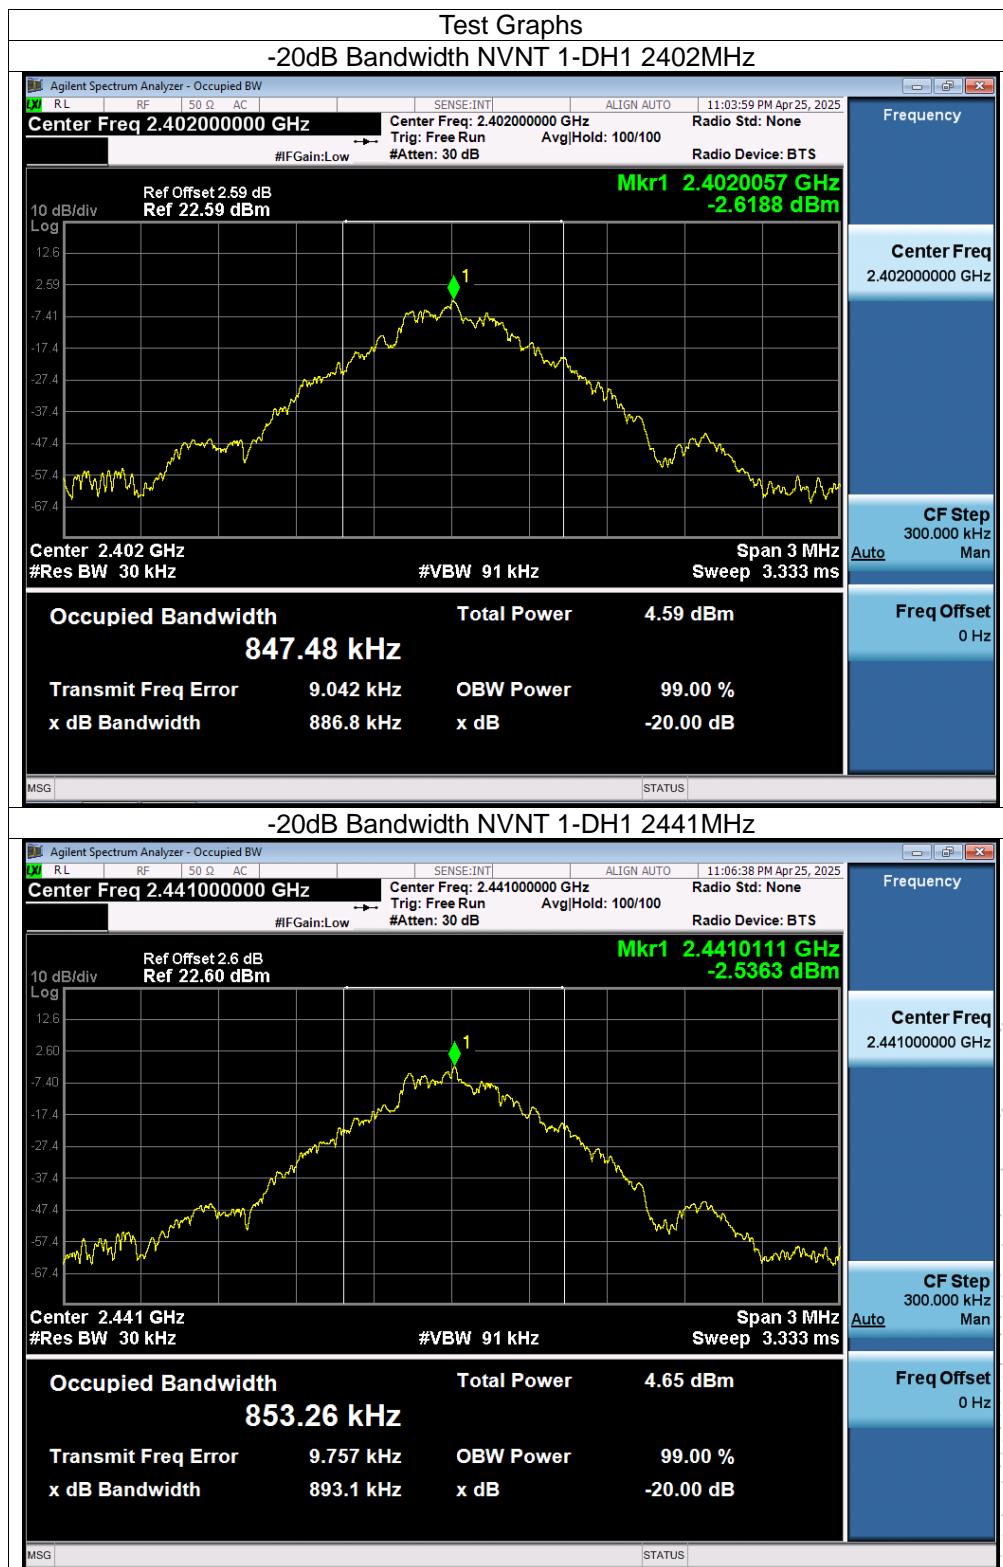 Test Graphs
-20dB Bandwidth NVNT 1-DH1 2402MHz
Agilent Spectrum Analyzer - Occupied BW
LXI RL RF 50 Ω AC SENSE:INT ALIGN AUTO 11:03:59 PM Apr 25, 2025
Center Freq 2.402000000 GHz
Center Freq: 2.402000000 GHz Radio Std: None
Trig: Free Run Avg|Hold: 100/100
#IFGain:Low #Atten: 30 dB Radio Device: BTS
Frequency
Mkr1 2.4020057 GHz
-2.6188 dBm
Ref Offset 2.59 dB
10 dB/div Ref 22.59 dBm
Log
12.6
2.59
-7.41
-17.4
-27.4
-37.4
-47.4
-57.4
-67.4
1
Center 2.402 GHz Span 3 MHz
#Res BW 30 kHz #VBW 91 kHz Sweep 3.333 ms
Center Freq
2.402000000 GHz
CF Step
300.000 kHz
Auto Man
Freq Offset
0 Hz
Occupied Bandwidth Total Power 4.59 dBm
847.48 kHz
Transmit Freq Error 9.042 kHz OBW Power 99.00 %
x dB Bandwidth 886.8 kHz x dB -20.00 dB
MSG STATUS
-20dB Bandwidth NVNT 1-DH1 2441MHz
Agilent Spectrum Analyzer - Occupied BW
LXI RL RF 50 Ω AC SENSE:INT ALIGN AUTO 11:06:38 PM Apr 25, 2025
Center Freq 2.441000000 GHz
Center Freq: 2.441000000 GHz Radio Std: None
Trig: Free Run Avg|Hold: 100/100
#IFGain:Low #Atten: 30 dB Radio Device: BTS
Frequency
Mkr1 2.4410111 GHz
-2.5363 dBm
Ref Offset 2.6 dB
10 dB/div Ref 22.60 dBm
Log
12.6
2.60
-7.40
-17.4
-27.4
-37.4
-47.4
-57.4
-67.4
1
Center 2.441 GHz Span 3 MHz
#Res BW 30 kHz #VBW 91 kHz Sweep 3.333 ms
Center Freq
2.441000000 GHz
CF Step
300.000 kHz
Auto Man
Freq Offset
0 Hz
Occupied Bandwidth Total Power 4.65 dBm
853.26 kHz
Transmit Freq Error 9.757 kHz OBW Power 99.00 %
x dB Bandwidth 893.1 kHz x dB -20.00 dB
MSG STATUS